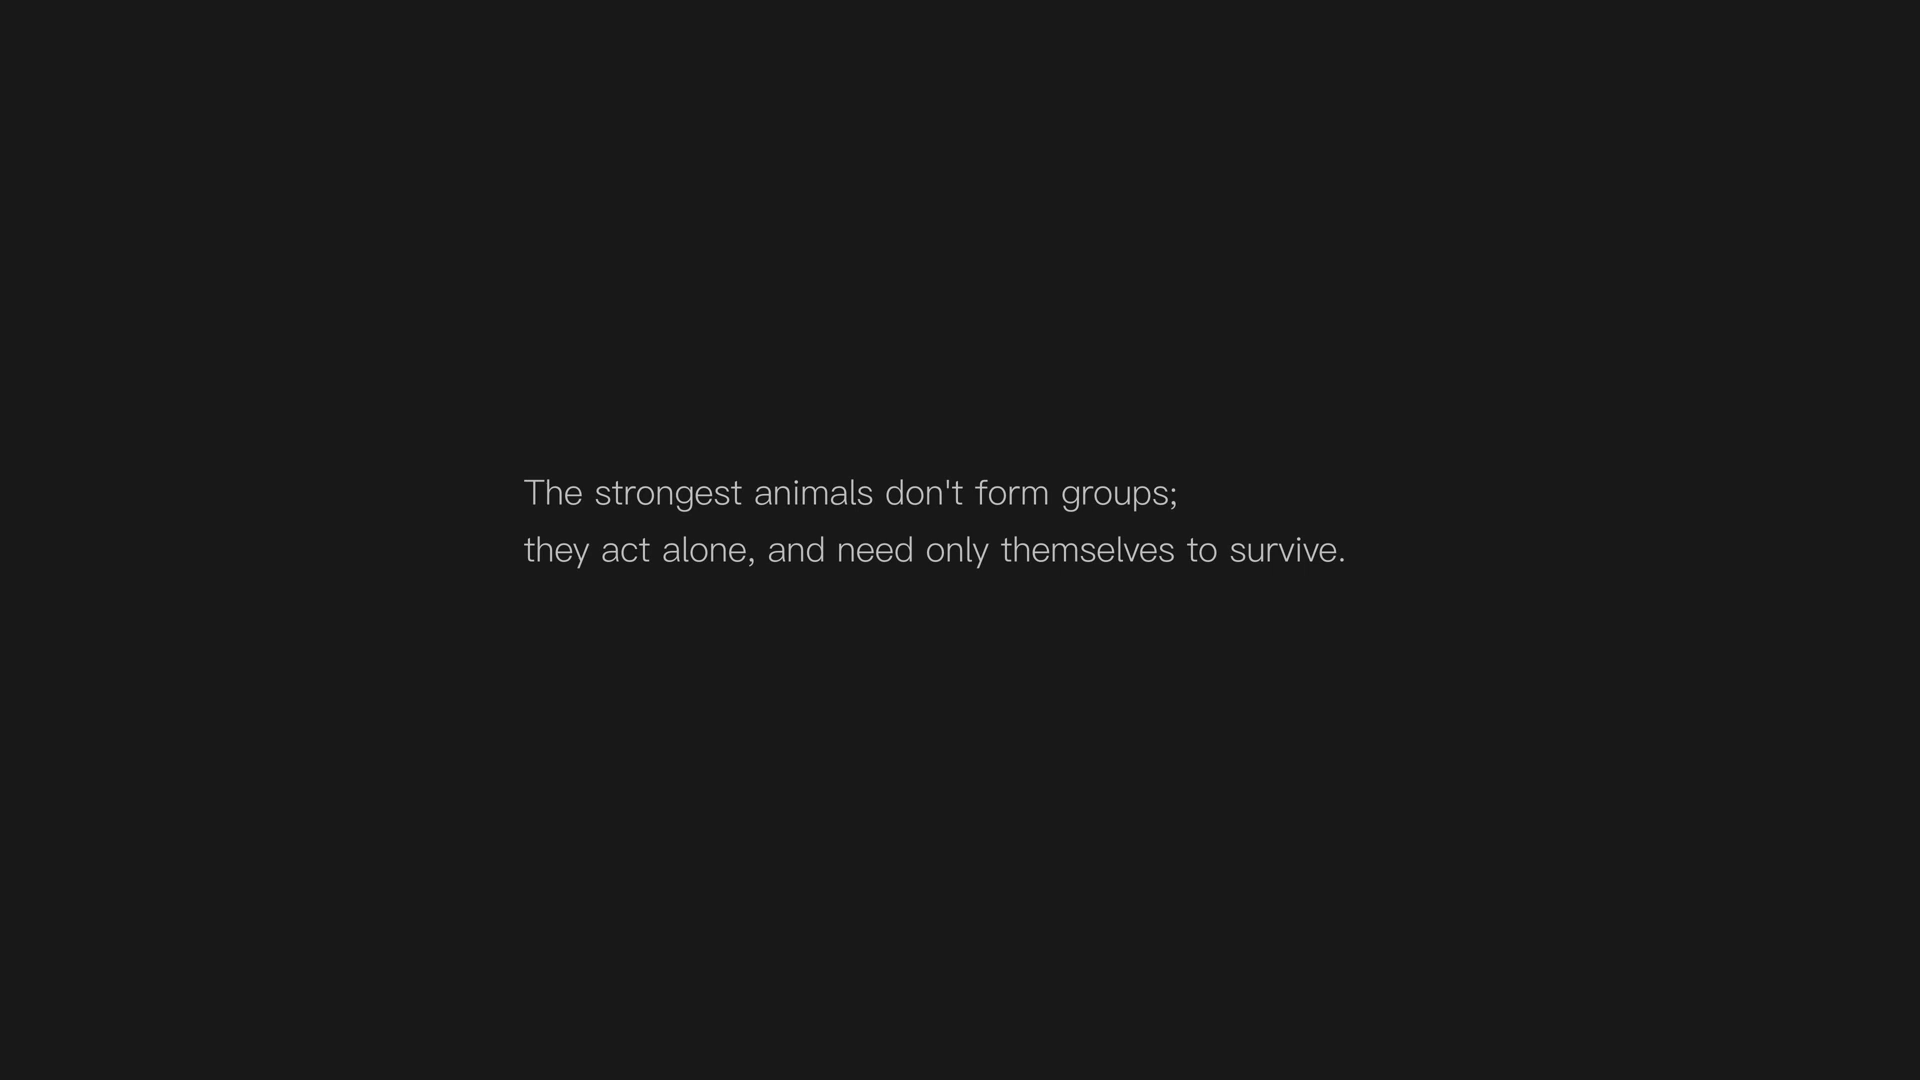 The strongest animals don't form groups;
they act alone, and need only themselves to survive.